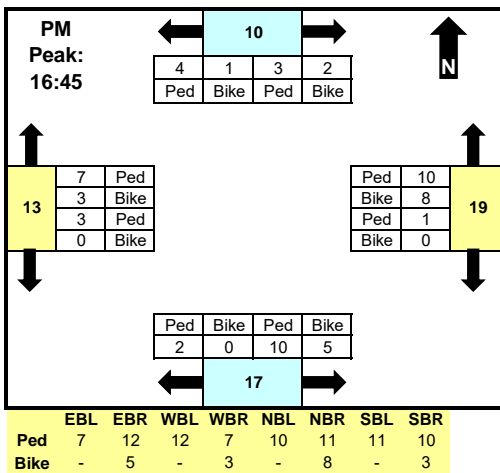 PM
Peak:
16:45
10
N
4 1 3 2
Ped Bike Ped Bike
13
7 Ped
3 Bike
3 Ped
0 Bike
Ped 10
Bike 8
Ped 1
Bike 0
19
Ped Bike Ped Bike
2 0 10 5
17
EBL EBR WBL WBR NBL NBR SBL SBR
Ped 7 12 12 7 10 11 11 10
Bike - 5 - 3 - 8 - 3